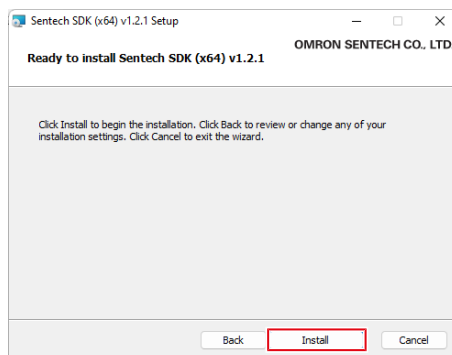 Sentech SDK (x64) v1.2.1 Setup
OMRON SENTECH CO., LTD
Ready to install Sentech SDK (x64) v1.2.1
Click Install to begin the installation. Click Back to review or change any of your
installation settings. Click Cancel to exit the wizard.
Back
Install
Cancel